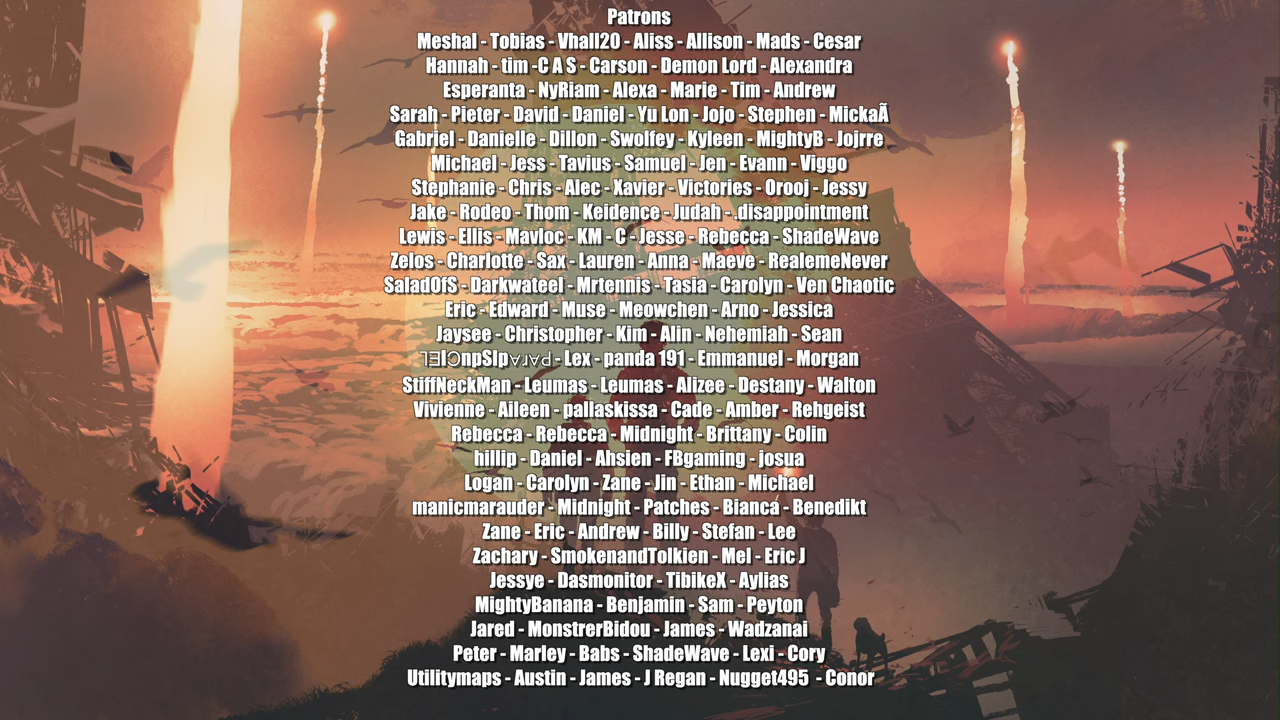 Patrons
Meshal - Tobias - Vhall20 - Aliss - Allison - Mads - Cesar
Hannah - tim -C A S - Carson - Demon Lord - Alexandra
Esperanta - NyRiam - Alexa - Marie - Tim - Andrew
Sarah - Pieter - David - Daniel - Yu Lon - Jojo - Stephen - MickaÃ
Gabriel - Danielle - Dillon - Swolfey - Kyleen - MightyB - Jojrre
Michael - Jess - Tavius - Samuel - Jen - Evann - Viggo
Stephanie - Chris - Alec - Xavier - Victories - Orooj - Jessy
Jake - Rodeo - Thom - Keidence - Judah - .disappointment
Lewis - Ellis - Mavloc - KM - C - Jesse - Rebecca - ShadeWave
Zelos - Charlotte - Sax - Lauren - Anna - Maeve - RealemeNever
SaladOfS - Darkwateel - Mrtennis - Tasia - Carolyn - Ven Chaotic
Eric - Edward - Muse - Meowchen - Arno - Jessica
Jaysee - Christopher - Kim - Alin - Nehemiah - Sean
- Lex - panda 191 - Emmanuel - Morgan
StiffNeckMan - Leumas - Leumas - Alizee - Destany - Walton
Vivienne - Aileen - pallaskissa - Cade - Amber - Rehgeist
Rebecca - Rebecca - Midnight - Brittany - Colin
hillip - Daniel - Ahsien - FBgaming - josua
Logan - Carolyn - Zane - Jin - Ethan - Michael
manicmarauder - Midnight - Patches - Bianca - Benedikt
Zane - Eric - Andrew - Billy - Stefan - Lee
Zachary - SmokenandTolkien - Mel - Eric J
Jessye - Dasmonitor - TibikeX - Aylias
MightyBanana - Benjamin - Sam - Peyton
Jared - MonstrerBidou - James - Wadzanai
Peter - Marley - Babs - ShadeWave - Lexi - Cory
Utilitymaps - Austin - James - J Regan - Nugget495 - Conor